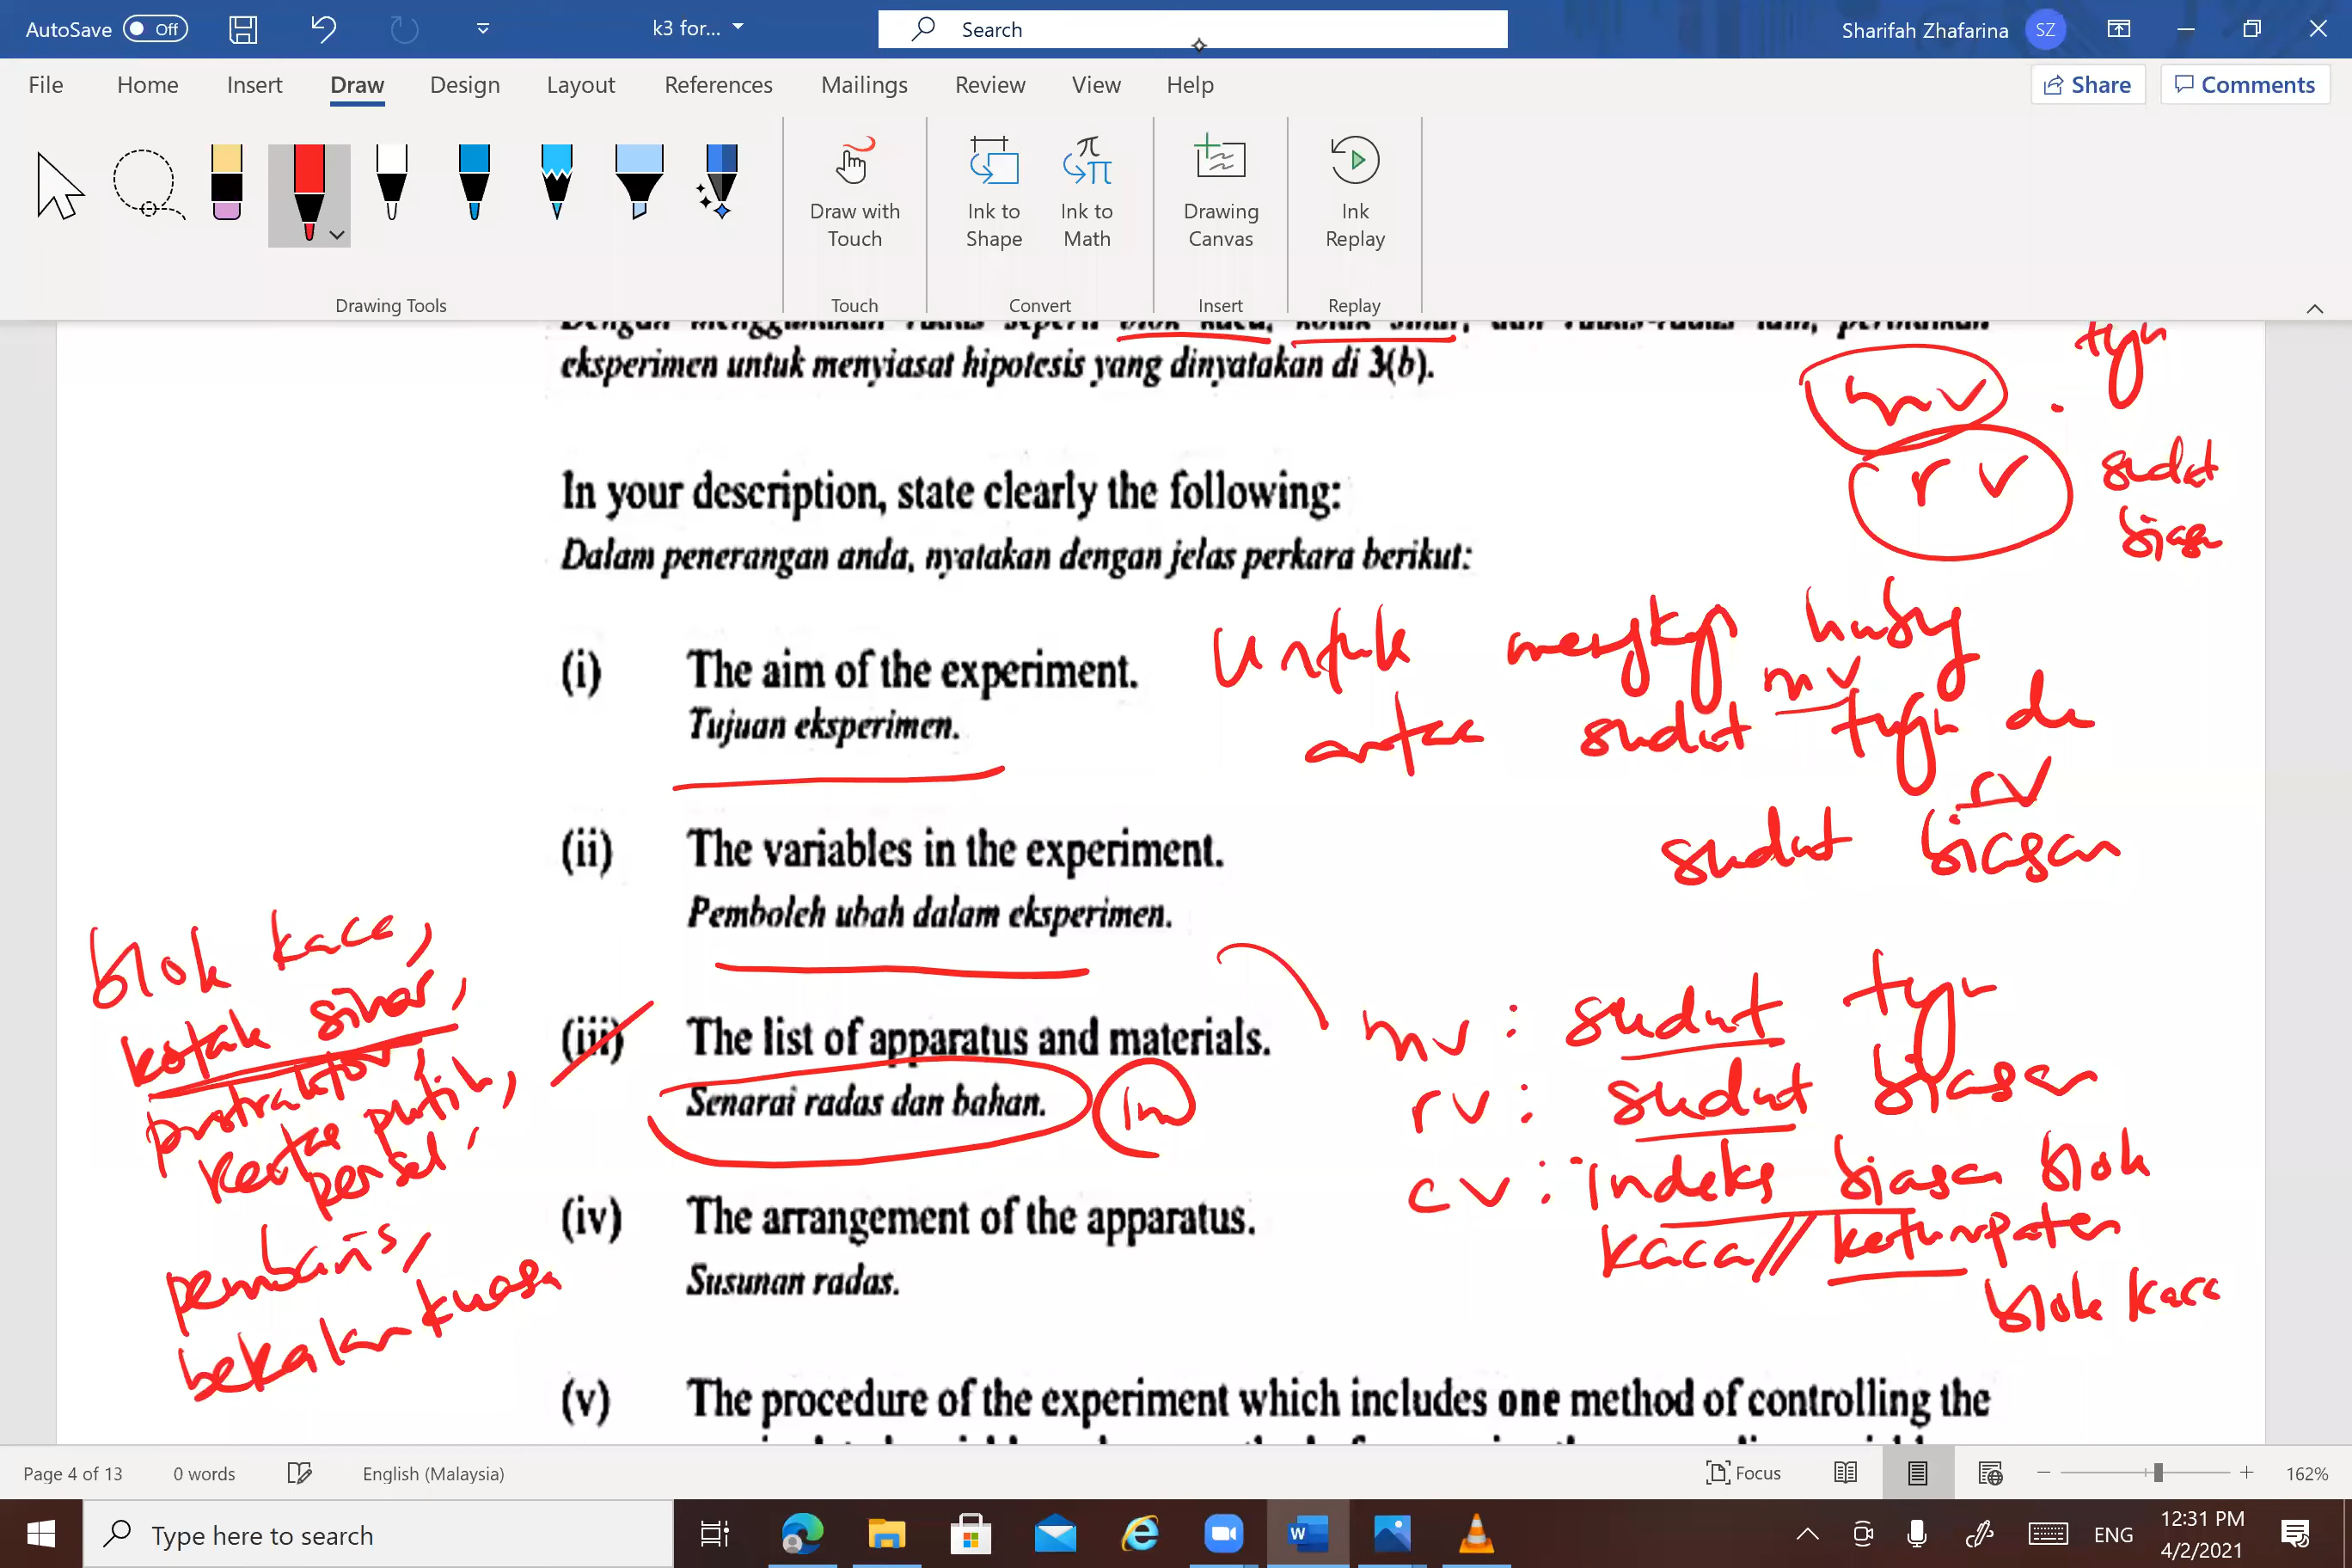 AutoSave Off k3 for... Search Sharifah Zhafarina SZ
File Home Insert Draw Design Layout References Mailings Review View Help Share Comments
Draw with Touch
Ink to Shape
Ink to Math
Drawing Canvas
Ink Replay
Drawing Tools Touch Convert Insert Replay
eksperimen untuk menyiasat hipotesis yang dinyatakan di 3(b).
mv
rv sudut
In your description, state clearly the following:
Dalam penerangan anda, nyatakan dengan jelas perkara berikut:
(i) The aim of the experiment.
Tujuan eksperimen.
Untuk
mv
sudut
rv
sudut biasan
(ii) The variables in the experiment.
Pemboleh ubah dalam eksperimen.
mv : sudut
rv : sudut biasan
cv : indeks biasan blok
kaca //
blok kaca
(iii) The list of apparatus and materials.
Senarai radas dan bahan.
1m
blok kaca,
kotak sinar,
protraktor,
putih,
pensel,
pembaris,
bekalan kuasa
(iv) The arrangement of the apparatus.
Susunan radas.
(v) The procedure of the experiment which includes one method of controlling the
Page 4 of 13 0 words English (Malaysia) Focus 162%
Type here to search ENG 12:31 PM
4/2/2021